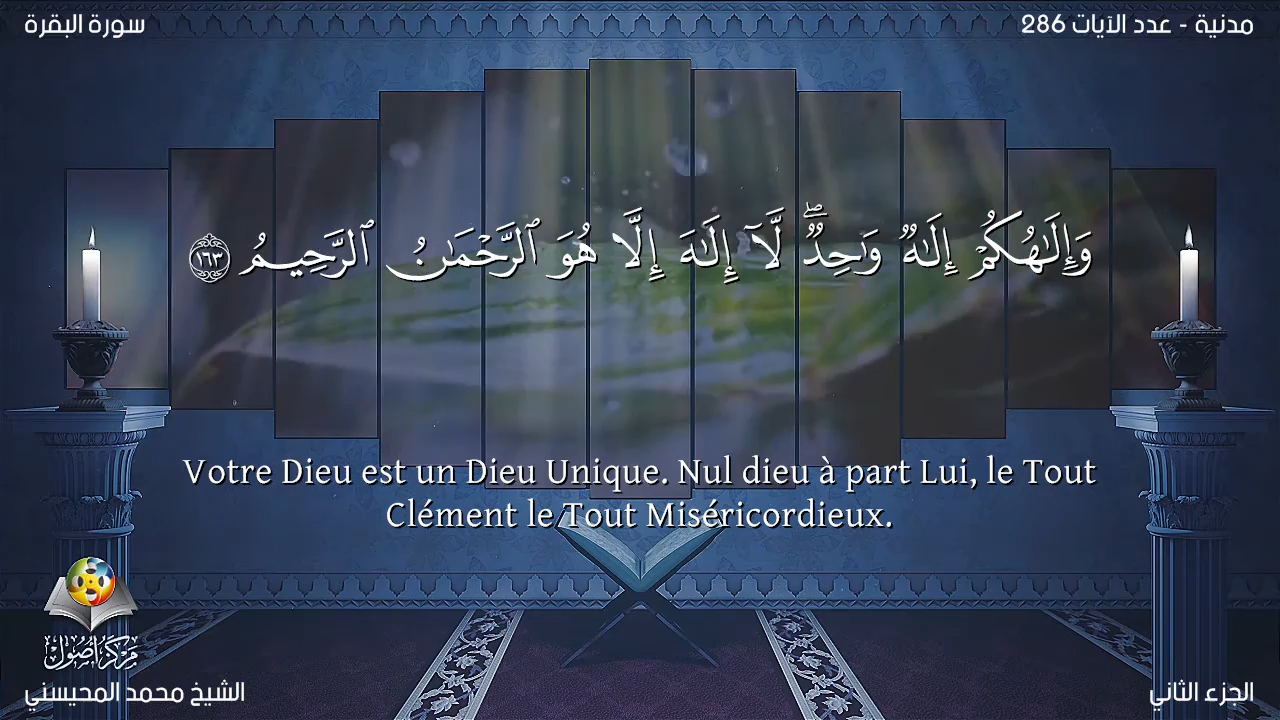 سورة البقرة
مدنية - عدد الآيات 286
وَإِلَٰهُكُمْ إِلَٰهٌ وَٰحِدٌ ۖ لَّآ إِلَٰهَ إِلَّا هُوَ ٱلرَّحْمَٰنُ ٱلرَّحِيمُ ١٦٣
Votre Dieu est un Dieu Unique. Nul dieu à part Lui, le Tout
Clément le Tout Miséricordieux.
مركز أصول
الشيخ محمد المحيسني
الجزء الثاني